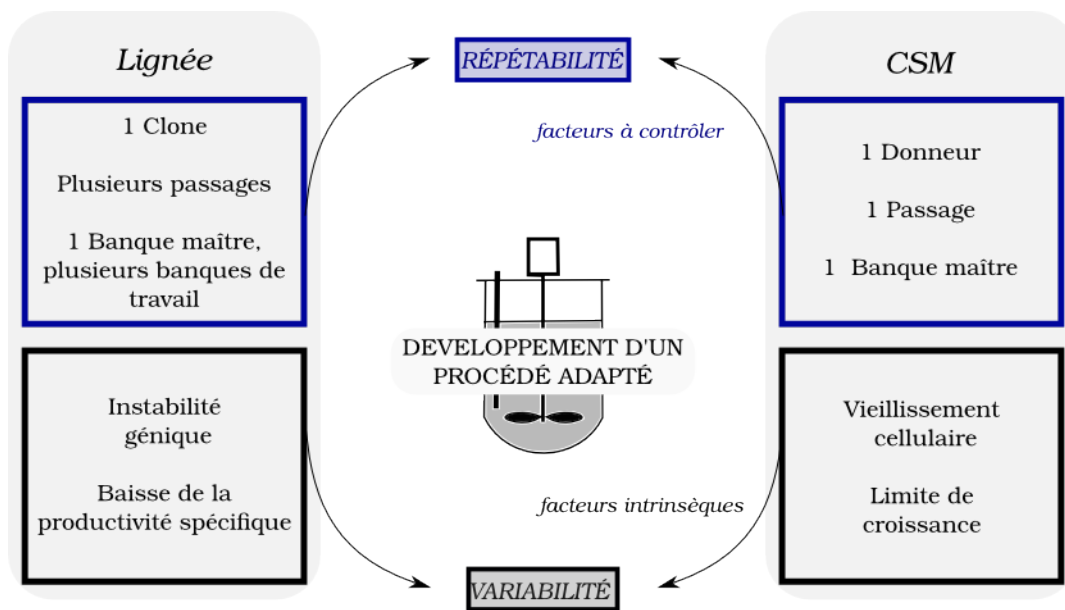 Lignée
1 Clone
Plusieurs passages
1 Banque maître,
plusieurs banques de
travail
Instabilité
génique
Baisse de la
productivité spécifique
RÉPÉTABILITÉ
facteurs à contrôler
DEVELOPPEMENT D'UN
PROCÉDÉ ADAPTÉ
facteurs intrinsèques
VARIABILITÉ
CSM
1 Donneur
1 Passage
1 Banque maître
Vieillissement
cellulaire
Limite de
croissance